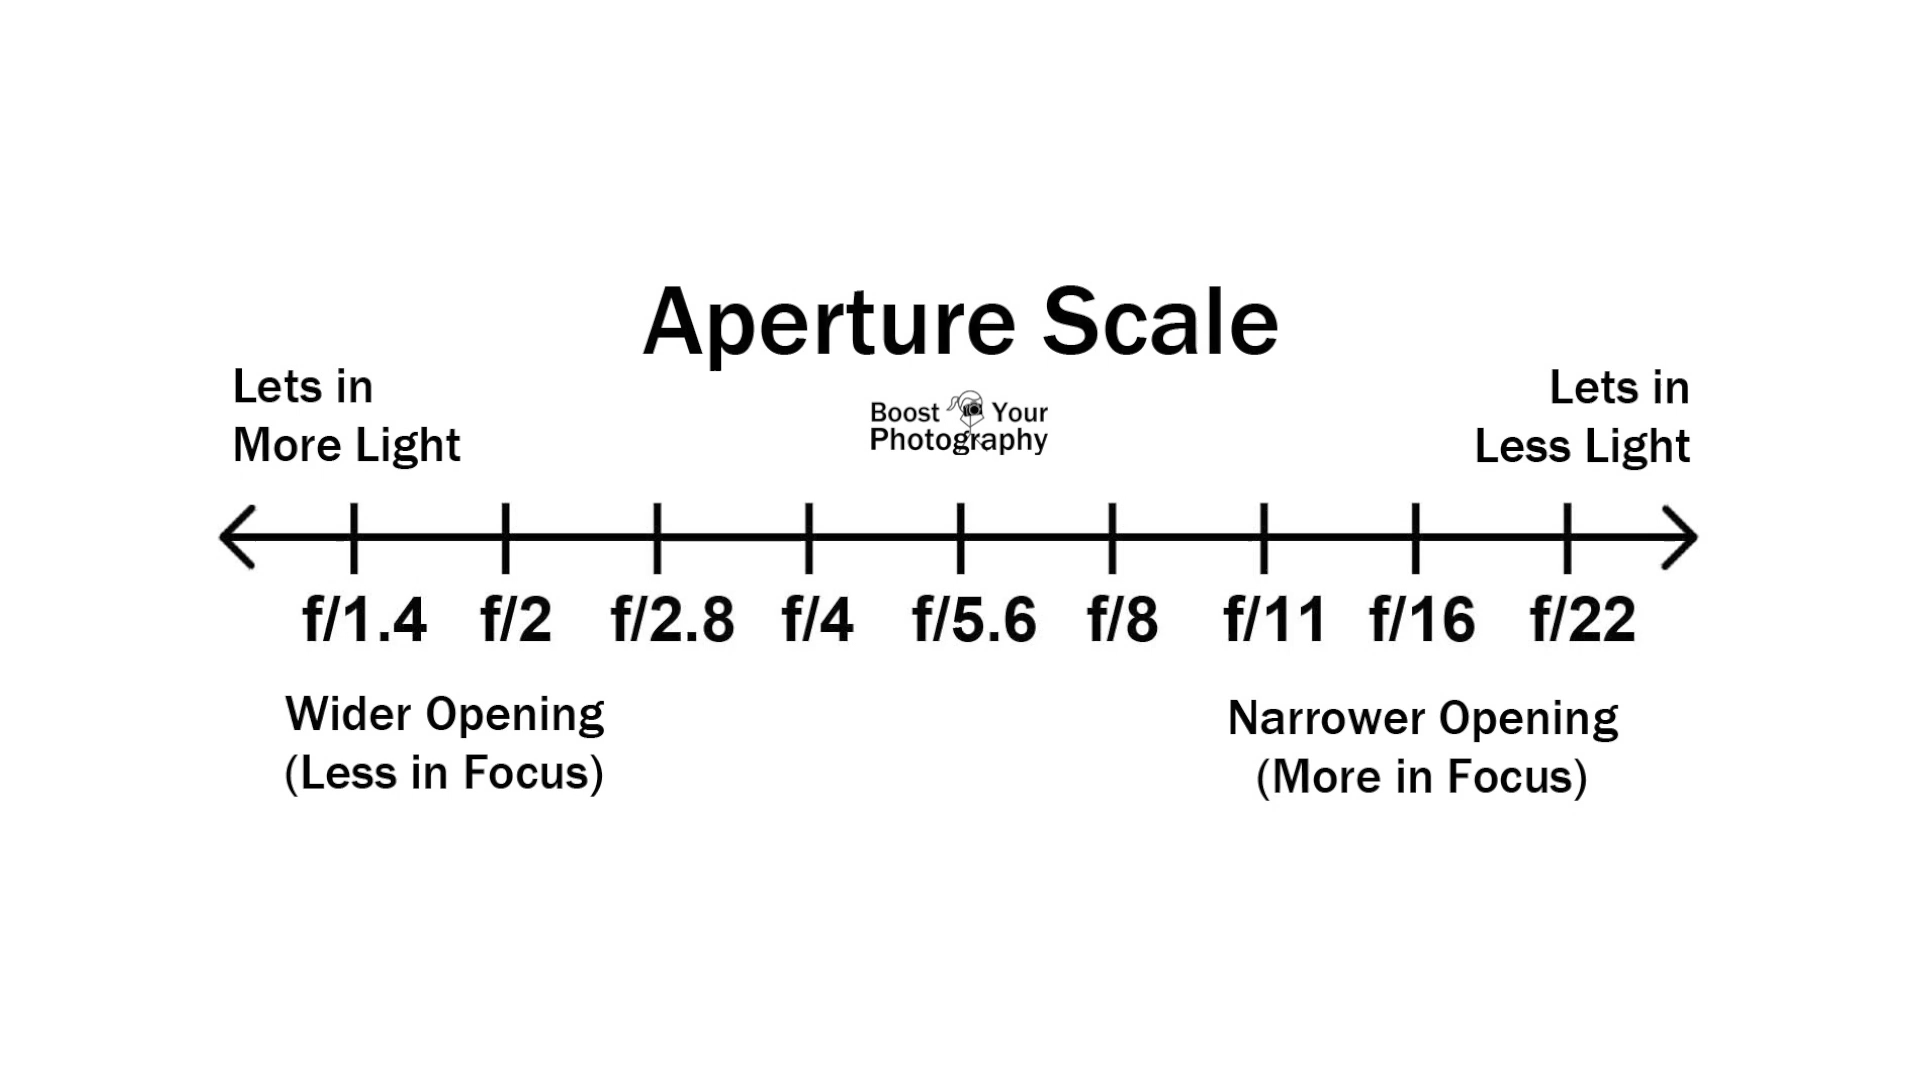 Aperture Scale
Lets in
More Light
Boost Your
Photography
Lets in
Less Light
f/1.4 f/2 f/2.8 f/4 f/5.6 f/8 f/11 f/16 f/22
Wider Opening
(Less in Focus)
Narrower Opening
(More in Focus)